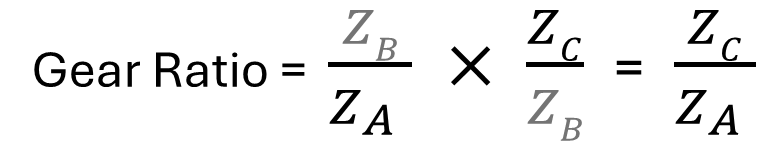 Gear Ratio = Z_B / Z_A × Z_C / Z_B = Z_C / Z_A